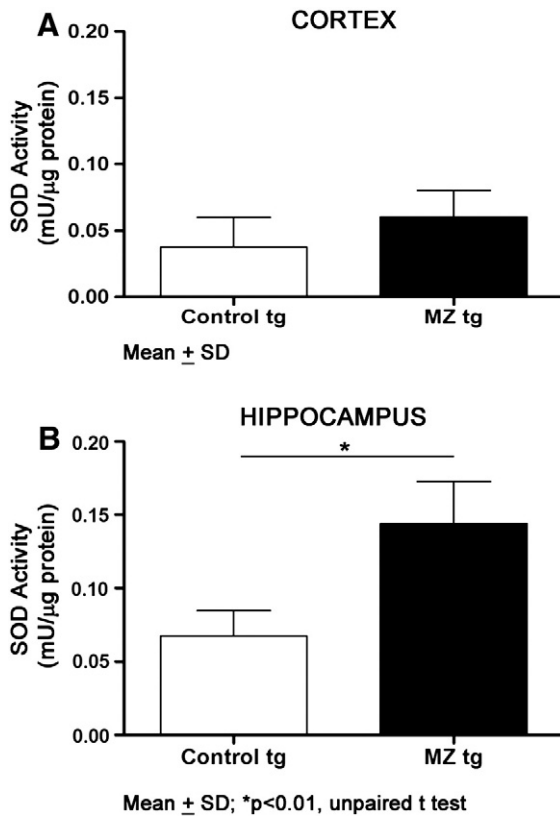 A
CORTEX
SOD Activity
(mU/μg protein)
0.20
0.15
0.10
0.05
0.00
Control tg
MZ tg
Mean ± SD
B
HIPPOCAMPUS
SOD Activity
(mU/μg protein)
0.20
0.15
0.10
0.05
0.00
*
Control tg
MZ tg
Mean ± SD; *p<0.01, unpaired t test